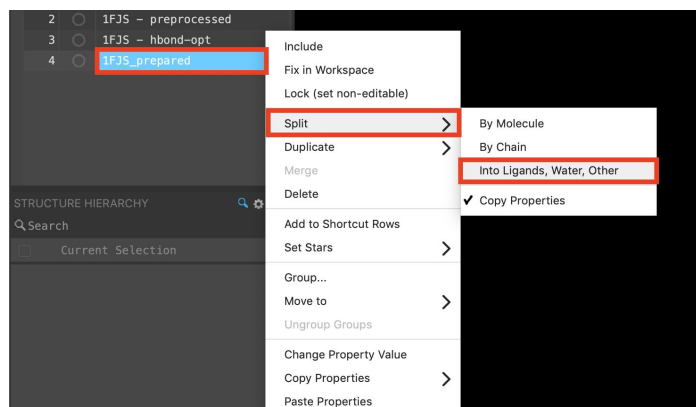 2 1FJS - preprocessed
3 1FJS - hbond-opt
4 1FJS_prepared
Include
Fix in Workspace
Lock (set non-editable)
Split
Duplicate
Merge
Delete
Add to Shortcut Rows
Set Stars
Group...
Move to
Ungroup Groups
Change Property Value
Copy Properties
Paste Properties
By Molecule
By Chain
Into Ligands, Water, Other
✔ Copy Properties
STRUCTURE HIERARCHY
Search
Current Selection